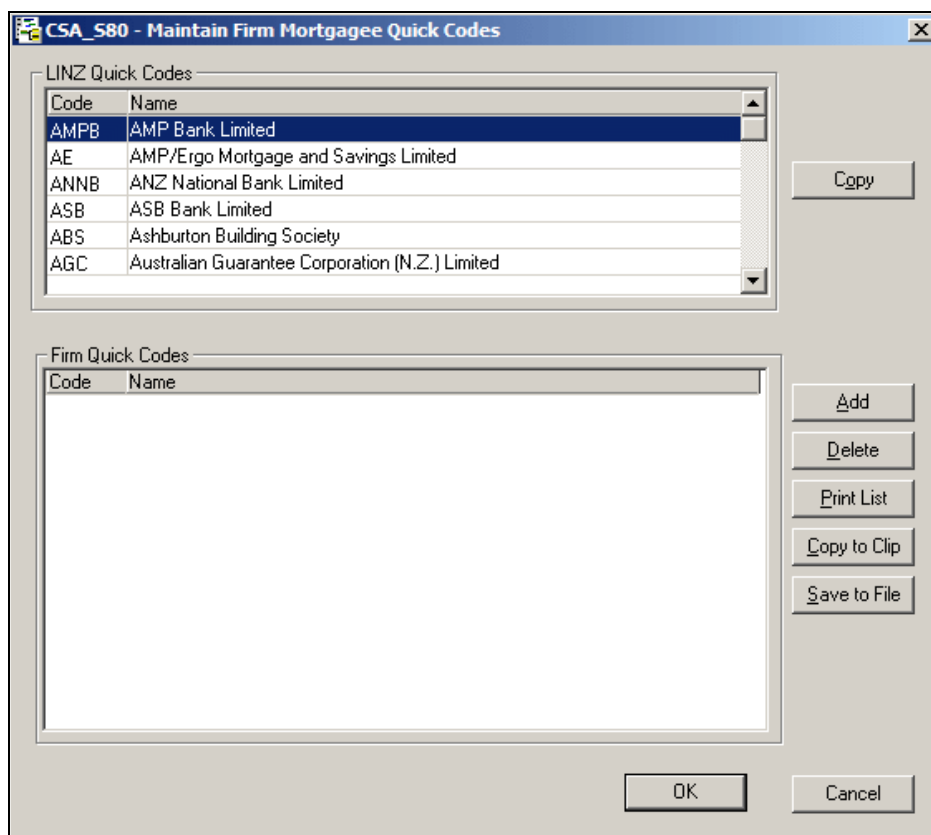 CSA_S80 - Maintain Firm Mortgagee Quick Codes
LINZ Quick Codes
Code Name
AMPB AMP Bank Limited
AE AMP/Ergo Mortgage and Savings Limited
ANNB ANZ National Bank Limited
ASB ASB Bank Limited
ABS Ashburton Building Society
AGC Australian Guarantee Corporation (N.Z.) Limited
Copy
Firm Quick Codes
Code Name
Add
Delete
Print List
Copy to Clip
Save to File
OK Cancel